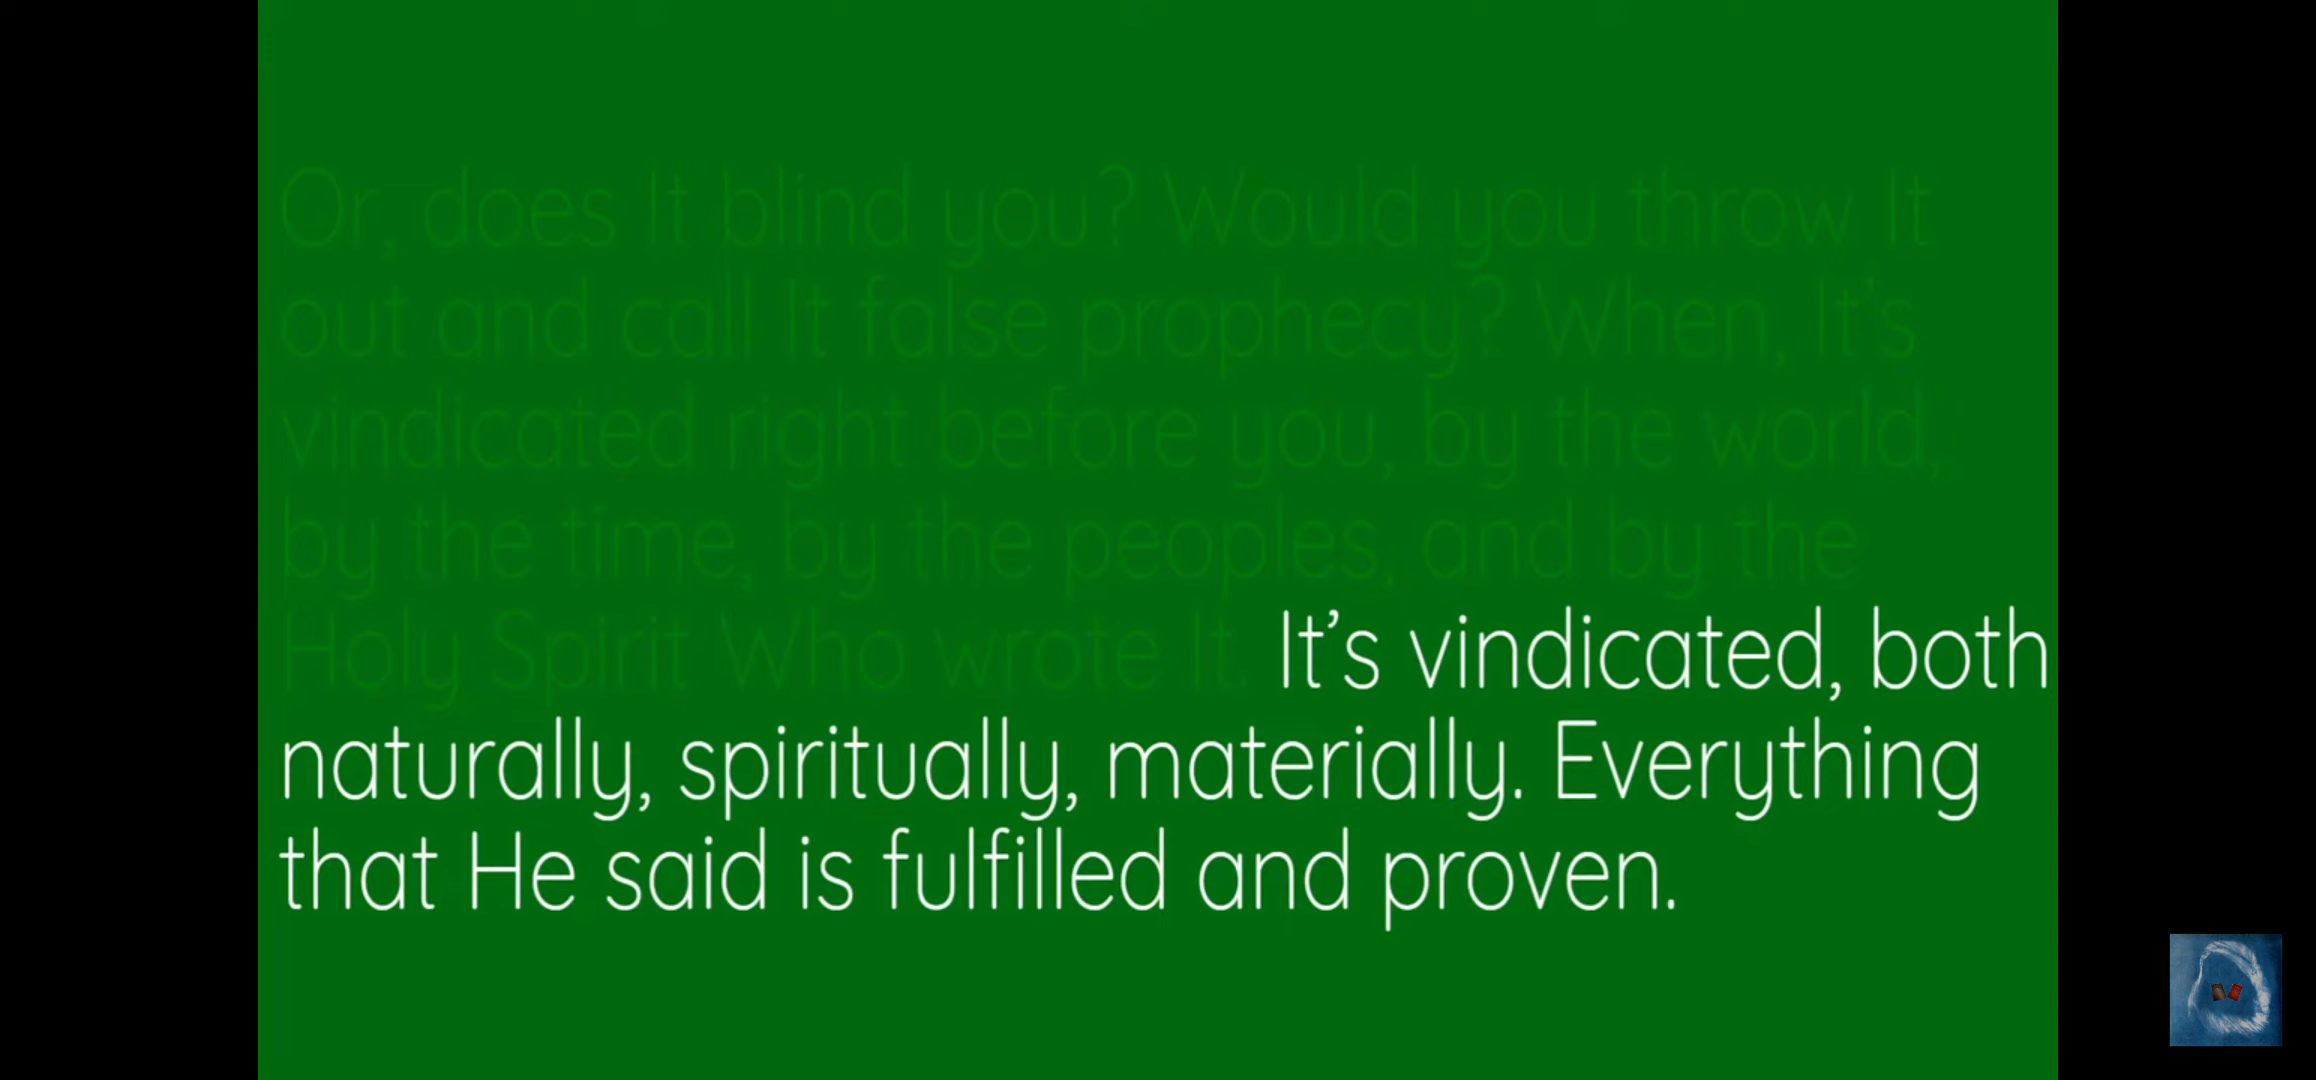 Or, does It blind you? Would you throw It
out and call It false prophecy? When, It's
vindicated right before you, by the world,
by the time, by the peoples, and by the
Holy Spirit Who wrote It. It’s vindicated, both
naturally, spiritually, materially. Everything
that He said is fulfilled and proven.